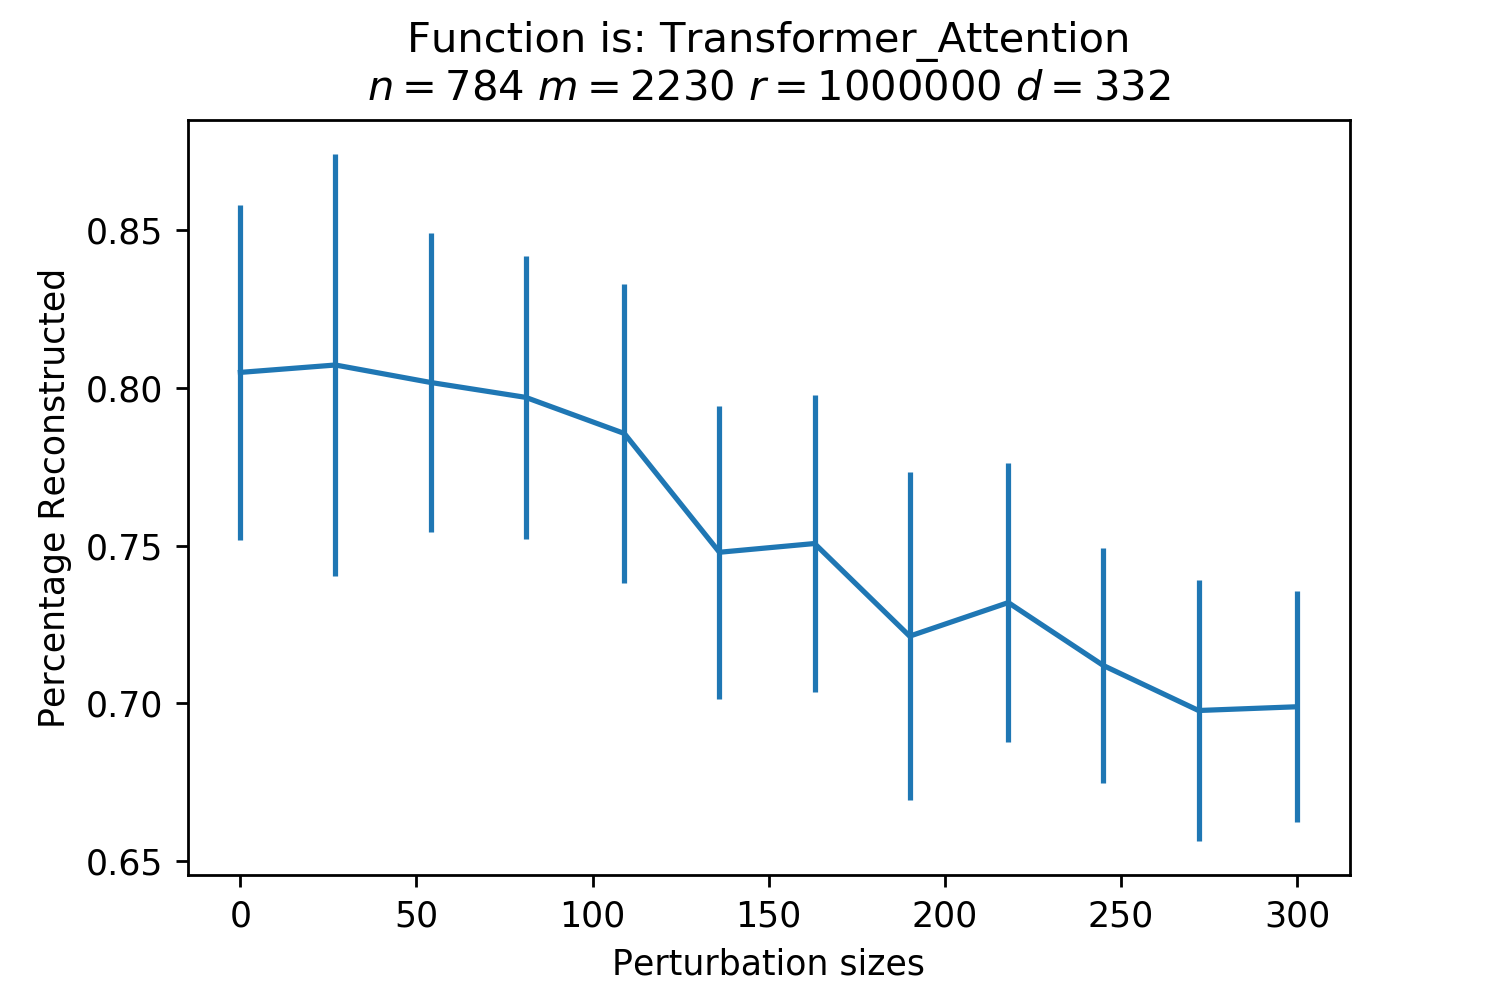 Function is: Transformer_Attention
n = 784 m = 2230 r = 1000000 d = 332
Percentage Reconstructed
0.85
0.80
0.75
0.70
0.65
0 50 100 150 200 250 300
Perturbation sizes